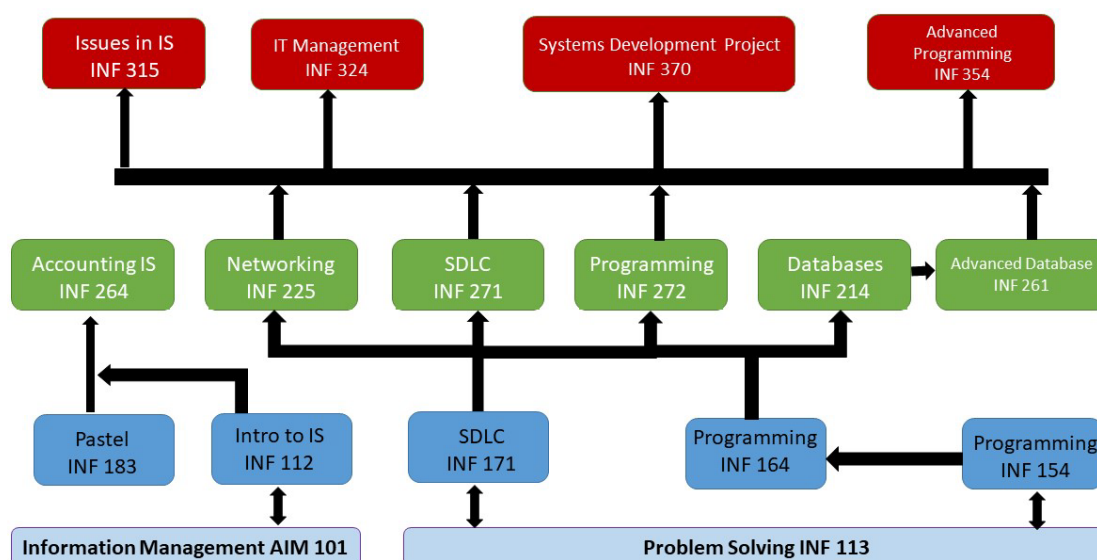 Issues in IS
INF 315
IT Management
INF 324
Systems Development Project
INF 370
Advanced
Programming
INF 354
Accounting IS
INF 264
Networking
INF 225
SDLC
INF 271
Programming
INF 272
Databases
INF 214
Advanced Database
INF 261
Pastel
INF 183
Intro to IS
INF 112
SDLC
INF 171
Programming
INF 164
Programming
INF 154
Information Management AIM 101
Problem Solving INF 113